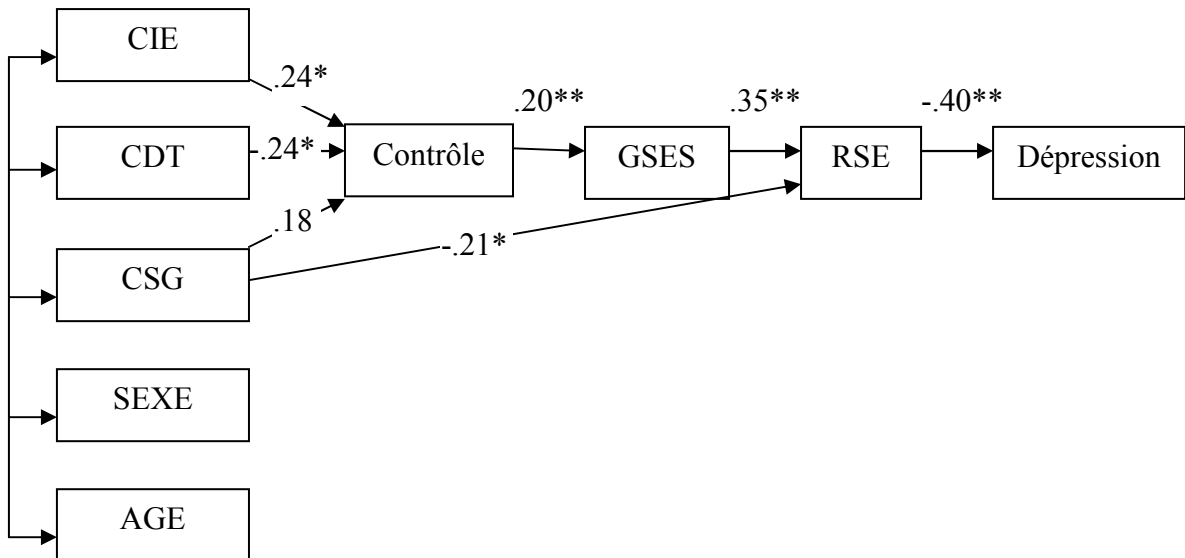 CIE
.24*
.20**
.35**
-.40**
CDT
-.24*
Contrôle
GSES
RSE
Dépression
.18
CSG
-.21*
SEXE
AGE